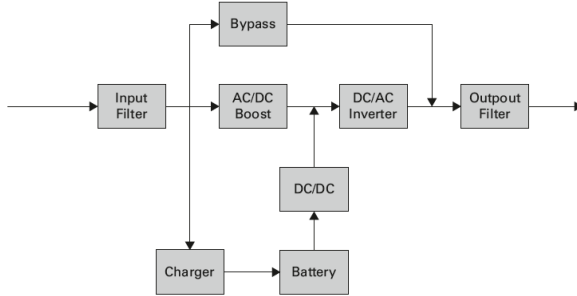 Bypass
Input
Filter
AC/DC
Boost
DC/AC
Inverter
Outpout
Filter
DC/DC
Charger
Battery